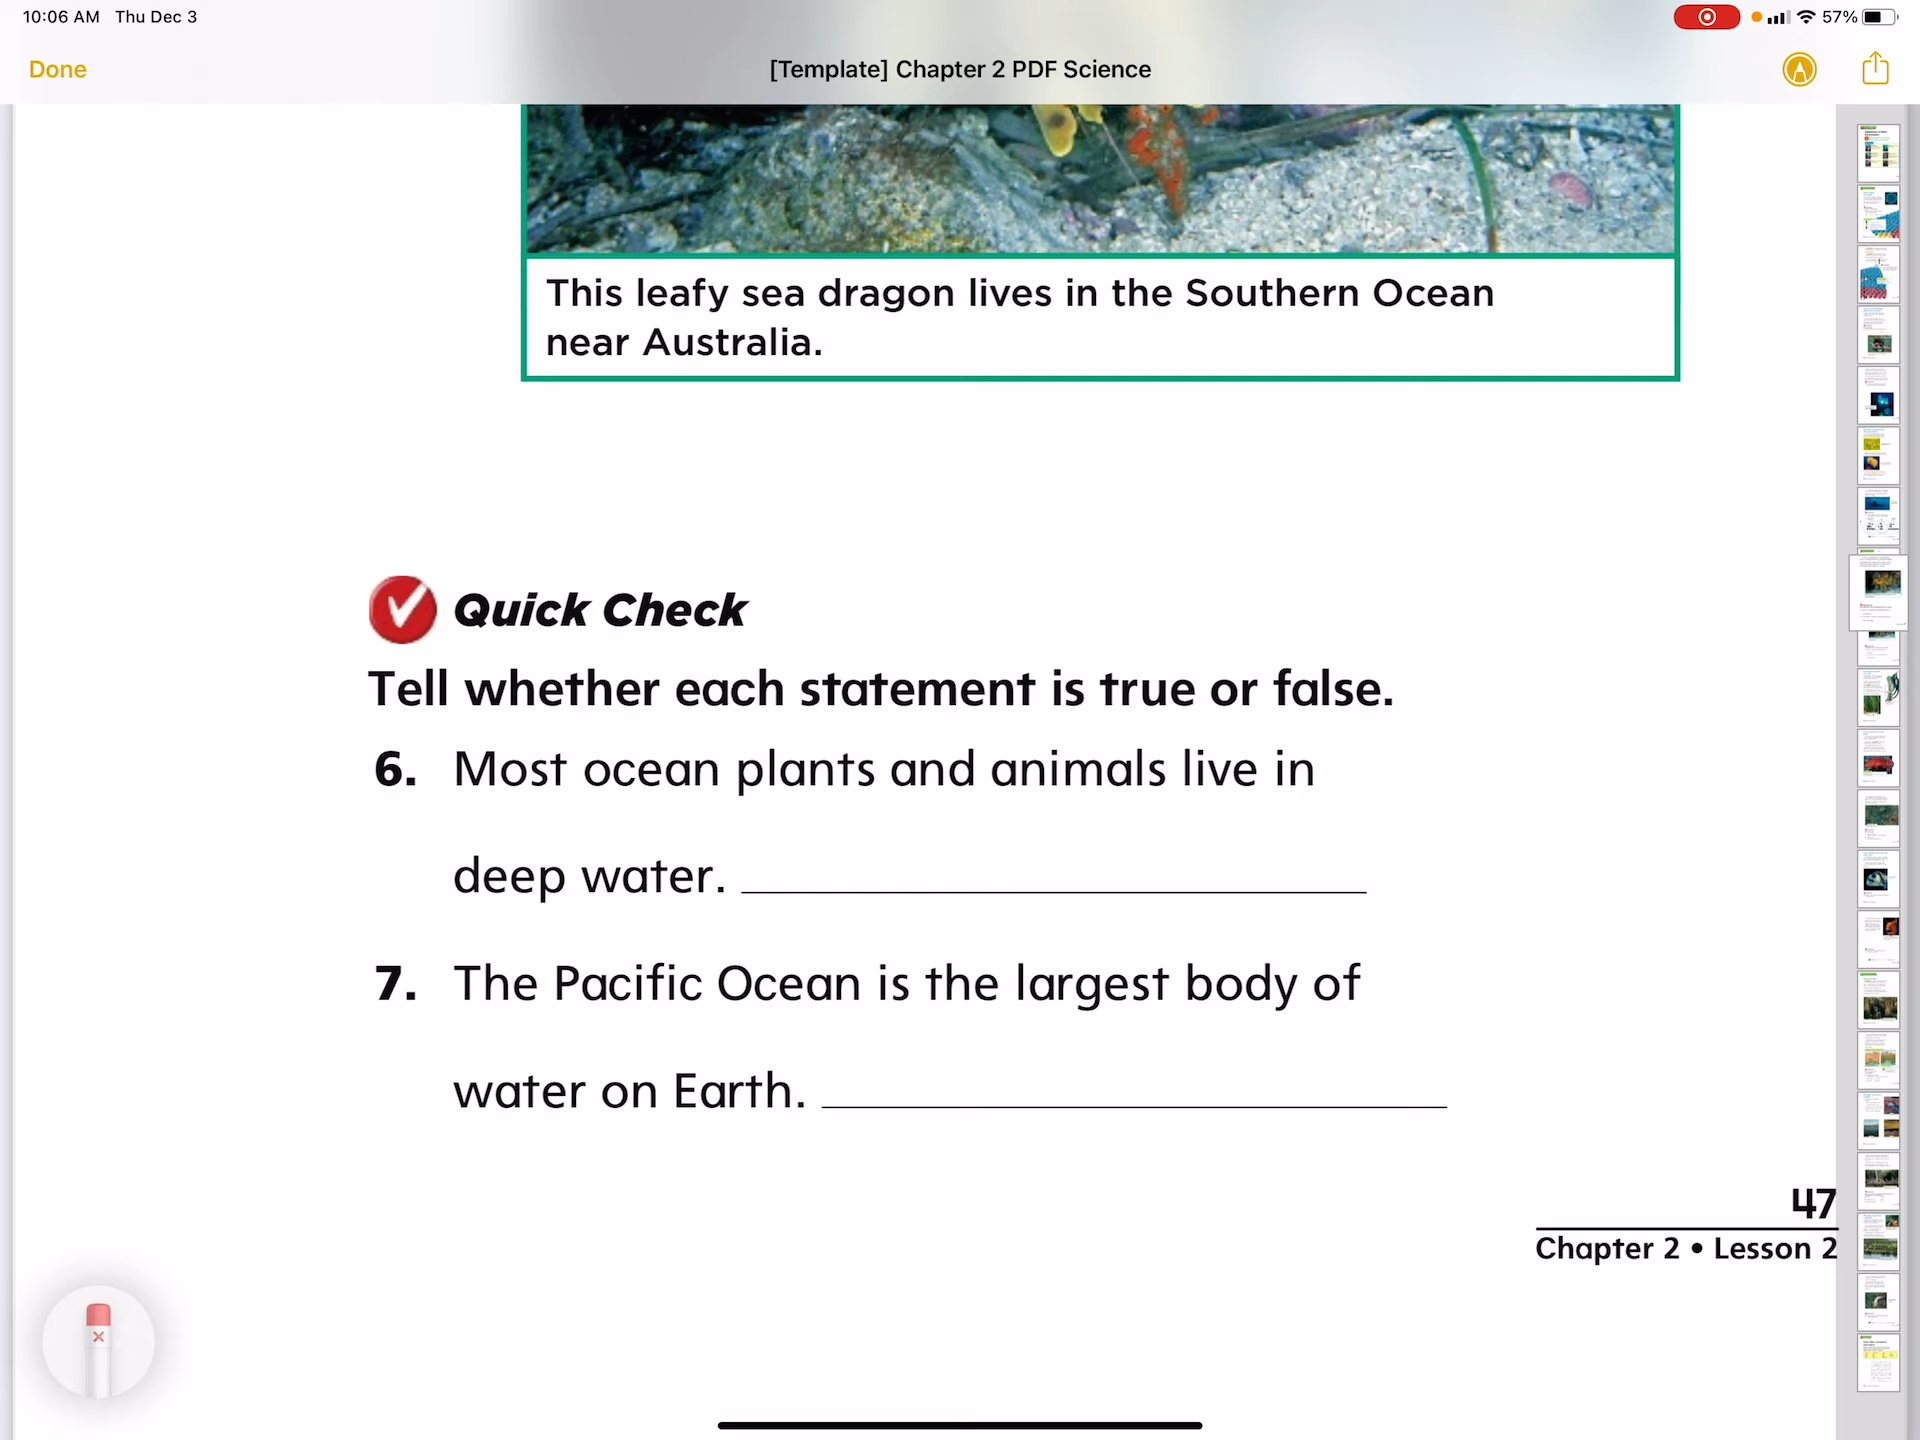 10:06 AM Thu Dec 3
57%
Done
[Template] Chapter 2 PDF Science
This leafy sea dragon lives in the Southern Ocean
near Australia.
Quick Check
Tell whether each statement is true or false.
6. Most ocean plants and animals live in
deep water.
7. The Pacific Ocean is the largest body of
water on Earth.
47
Chapter 2 • Lesson 2